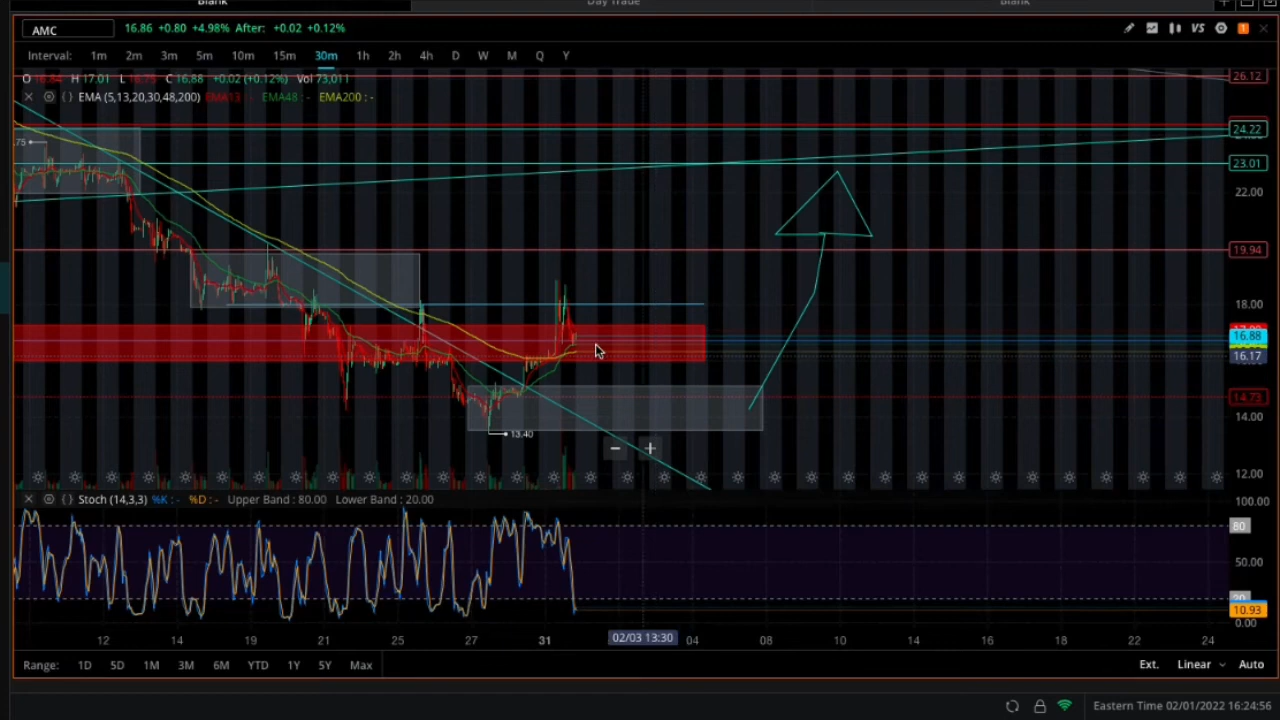 Blank Day Trade Blank
AMC 16.86 +0.80 +4.98% After: +0.02 +0.12% VS 1
Interval: 1m 2m 3m 5m 10m 15m 30m 1h 2h 4h D W M Q Y
O 16.84 H 17.01 L 16.75 C 16.88 +0.02 (+0.12%) Vol 73,011
EMA (5,13,20,30,48,200) EMA13 : - EMA48 : - EMA200 : -
26.12
24.22
23.01
22.00
19.94
18.00
16.88
16.17
14.73
14.00
12.00
.75
13.40
− +
Stoch (14,3,3) %K : - %D : - Upper Band : 80.00 Lower Band : 20.00
100.00
80
50.00
20
10.93
0.00
12 14 19 21 25 27 31 02/03 13:30 04 08 10 14 16 18 22 24
Range: 1D 5D 1M 3M 6M YTD 1Y 5Y Max Ext. Linear Auto
Eastern Time 02/01/2022 16:24:56